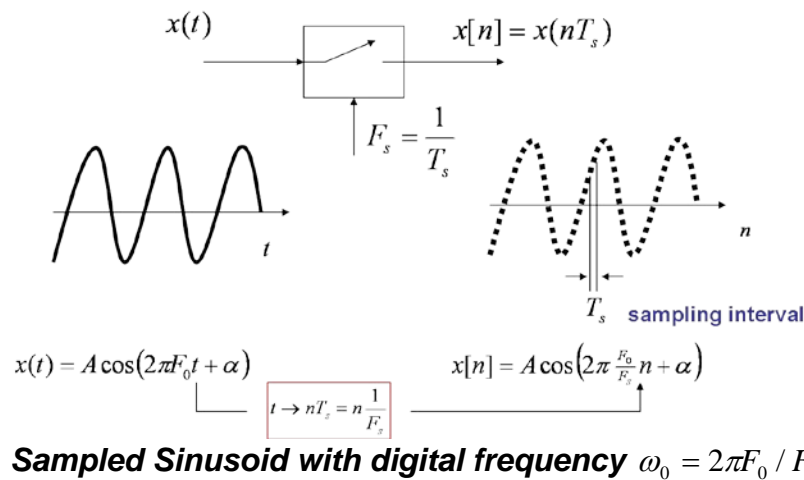 x(t)
x[n] = x(nT_s)
F_s = 1/T_s
t
n
T_s sampling interval
x(t) = A cos(2πF_0t + α)
x[n] = A cos(2π F_0/F_s n + α)
t → nT_s = n 1/F_s
Sampled Sinusoid with digital frequency ω_0 = 2πF_0 /